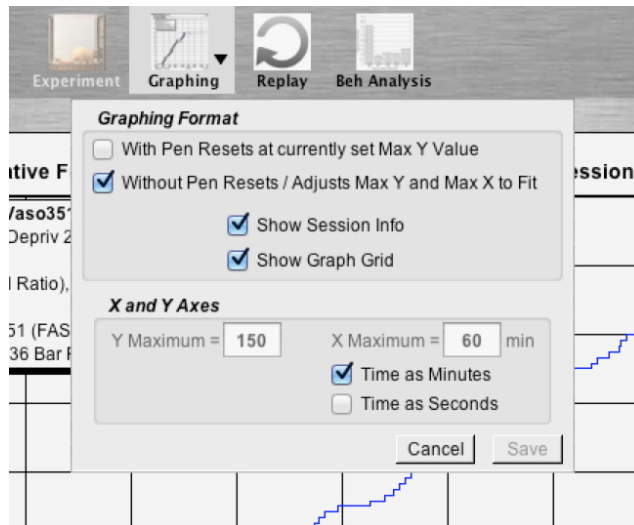 Experiment Graphing Replay Beh Analysis
Graphing Format
With Pen Resets at currently set Max Y Value
Without Pen Resets / Adjusts Max Y and Max X to Fit
Show Session Info
Show Graph Grid
X and Y Axes
Y Maximum = 150 X Maximum = 60 min
Time as Minutes
Time as Seconds
Cancel Save
ative F
ession
Vaso351
Depriv 2
l Ratio),
51 (FAS
36 Bar F